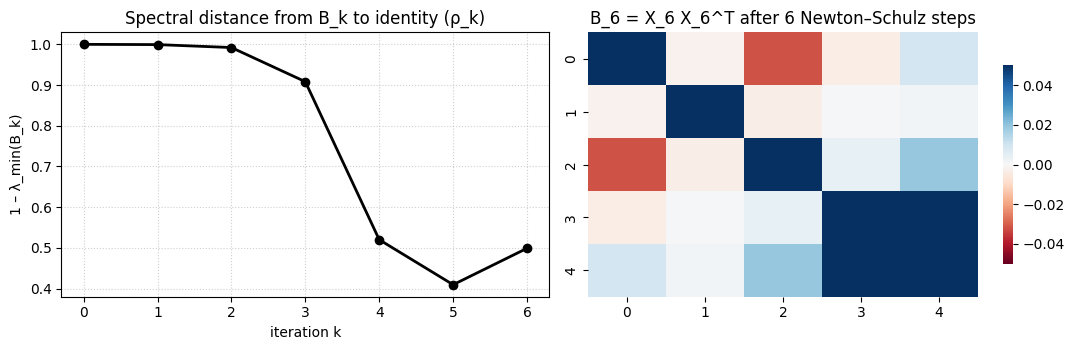 Spectral distance from B_k to identity (ρ_k)
1 – λ_min(B_k)
1.0
0.9
0.8
0.7
0.6
0.5
0.4
0 1 2 3 4 5 6
iteration k
B_6 = X_6 X_6^T after 6 Newton–Schulz steps
0
1
2
3
4
0 1 2 3 4
0.04
0.02
0.00
−0.02
−0.04